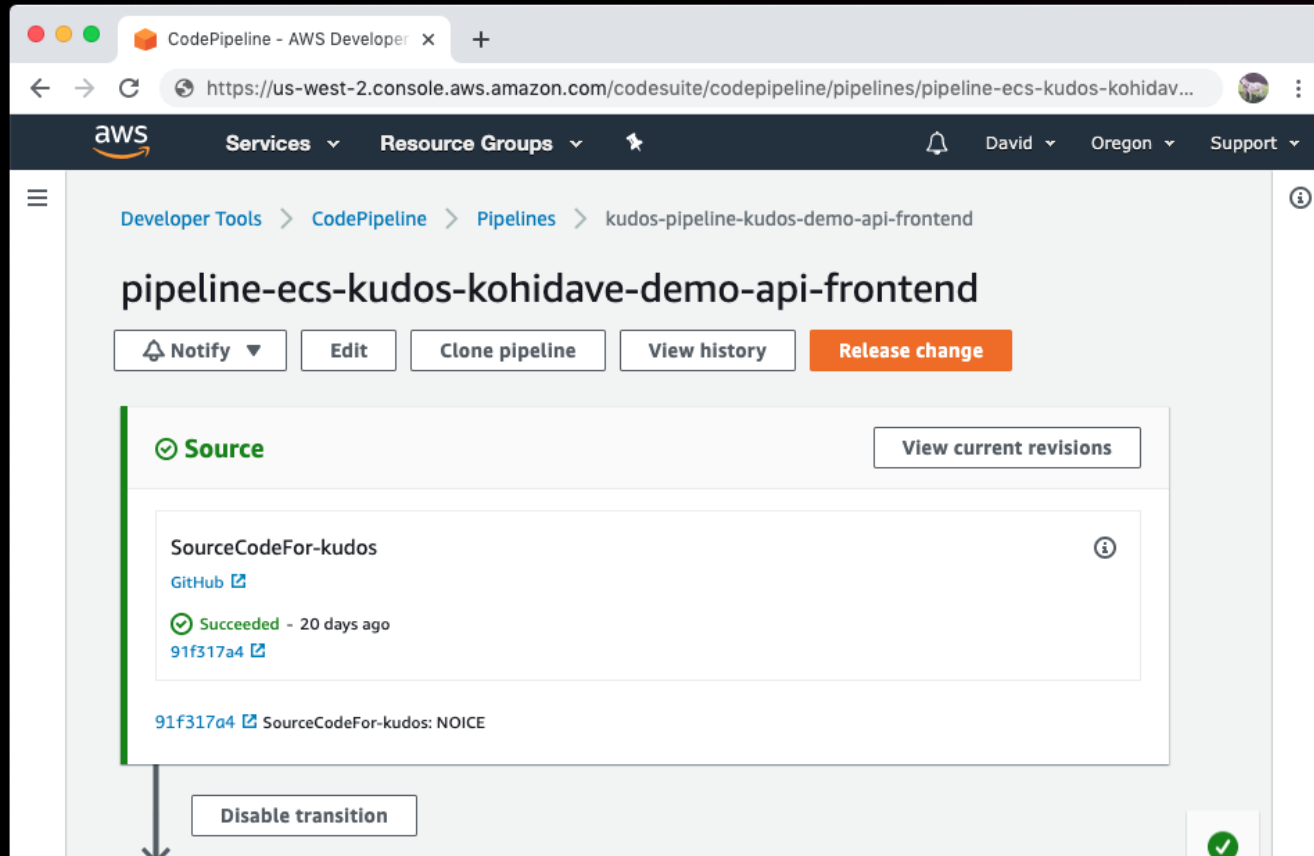 CodePipeline - AWS Developer
https://us-west-2.console.aws.amazon.com/codesuite/codepipeline/pipelines/pipeline-ecs-kudos-kohidav...
aws Services Resource Groups David Oregon Support
Developer Tools > CodePipeline > Pipelines > kudos-pipeline-kudos-demo-api-frontend
pipeline-ecs-kudos-kohidave-demo-api-frontend
Notify Edit Clone pipeline View history Release change
Source View current revisions
SourceCodeFor-kudos
GitHub
Succeeded - 20 days ago
91f317a4
91f317a4 SourceCodeFor-kudos: NOICE
Disable transition